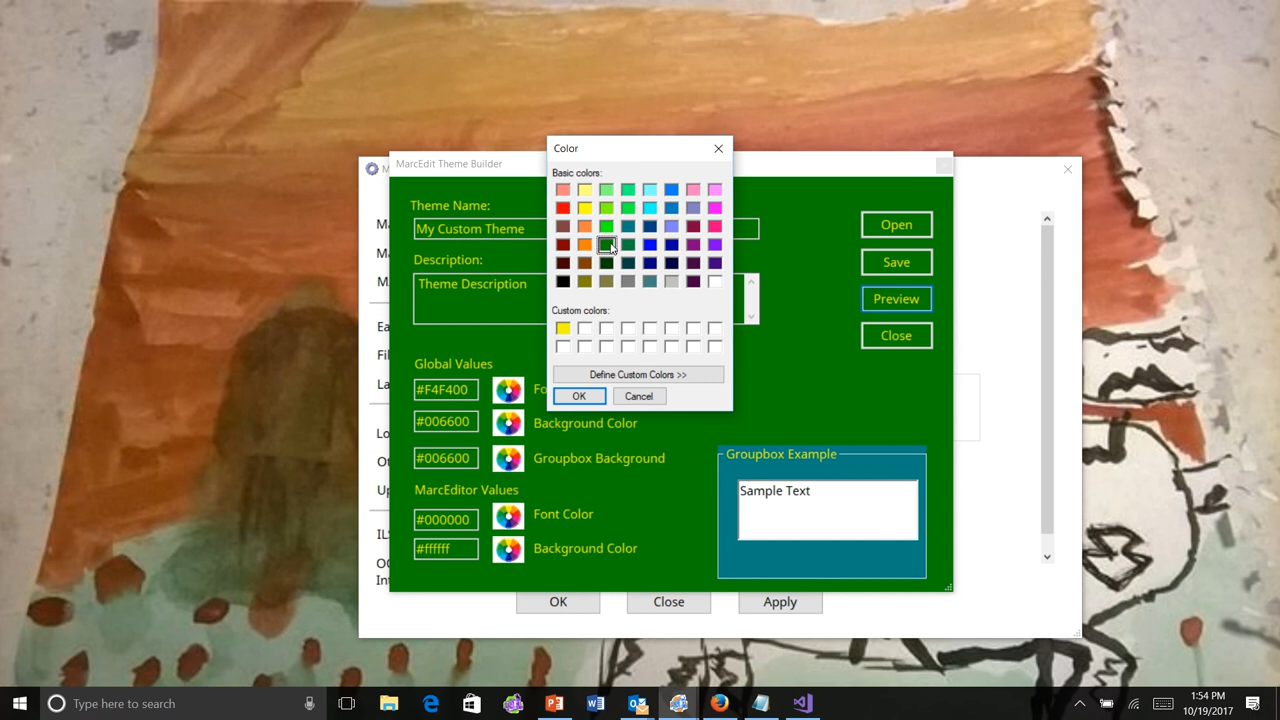 Color
MarcEdit Theme Builder
Basic colors:
Theme Name:
My Custom Theme
Open
Description:
Save
Theme Description
Preview
Custom colors:
Close
Global Values
Define Custom Colors >>
#F4F400
OK
Cancel
#006600
Background Color
#006600
Groupbox Background
Groupbox Example
MarcEditor Values
Sample Text
#000000
Font Color
#ffffff
Background Color
OK
Close
Apply
Type here to search
1:54 PM
10/19/2017